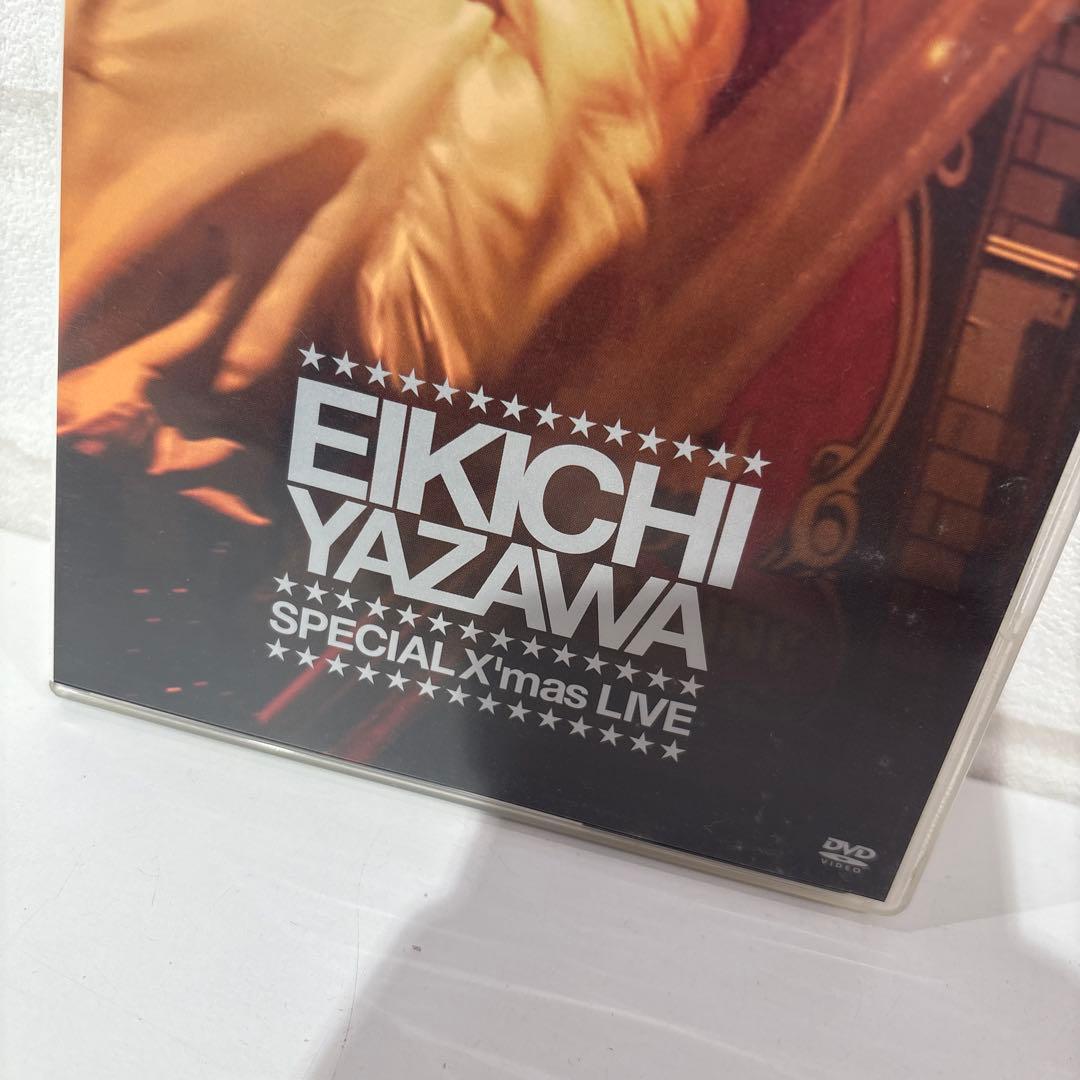 EIKICHI
YAZAWA
SPECIAL X'mas LIVE
DVD
VIDEO